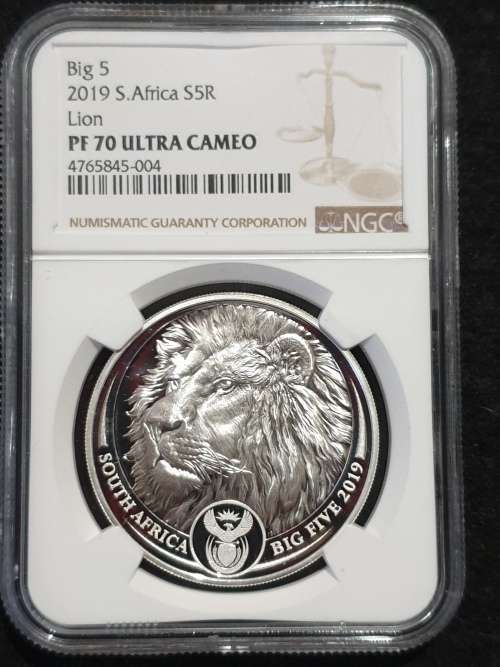 Big 5
2019 S.Africa S5R
Lion
PF 70 ULTRA CAMEO
4765845-004
NUMISMATIC GUARANTY CORPORATION
NGC®
SOUTH AFRICA
BIG FIVE 2019